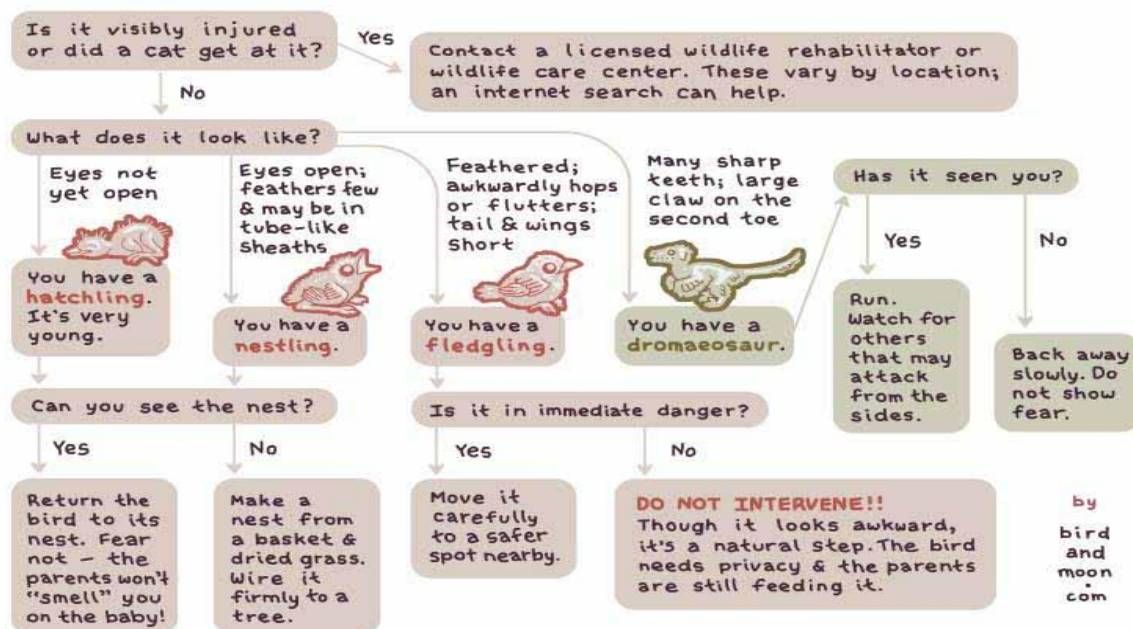 Is it visibly injured
or did a cat get at it?
Yes
Contact a licensed wildlife rehabilitator or
wildlife care center. These vary by location;
an internet search can help.
No
What does it look like?
Eyes not
yet open
Eyes open;
feathers few
& may be in
tube-like
sheaths
Feathered;
awkwardly hops
or flutters;
tail & wings
short
Many sharp
teeth; large
claw on the
second toe
Has it seen you?
Yes
No
You have a
hatchling.
It's very
young.
You have a
nestling.
You have a
fledgling.
You have a
dromaeosaur.
Run.
Watch for
others
that may
attack
from the
sides.
Back away
slowly. Do
not show
fear.
Can you see the nest?
Yes
No
Is it in immediate danger?
Yes
No
Return the
bird to its
nest. Fear
not – the
parents won't
"smell" you
on the baby!
Make a
nest from
a basket &
dried grass.
Wire it
firmly to a
tree.
Move it
carefully
to a safer
spot nearby.
DO NOT INTERVENE!!
Though it looks awkward,
it's a natural step. The bird
needs privacy & the parents
are still feeding it.
by
bird
and
moon
.
com